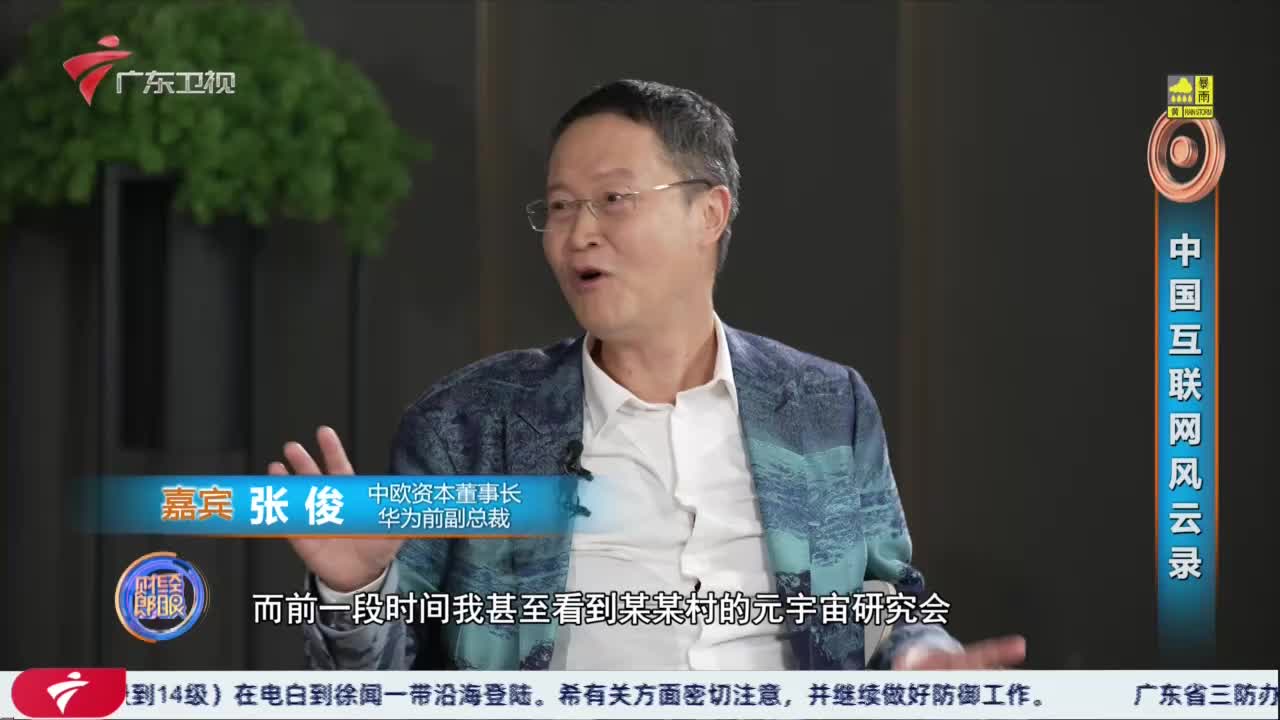 广东卫视
暴雨
黄 RAINSTORM
中国互联网风云录
嘉宾 张俊
中欧资本董事长
华为前副总裁
财经郎眼
而前一段时间我甚至看到某某村的元宇宙研究会
到14级）在电白到徐闻一带沿海登陆。希有关方面密切注意，并继续做好防御工作。 广东省三防办